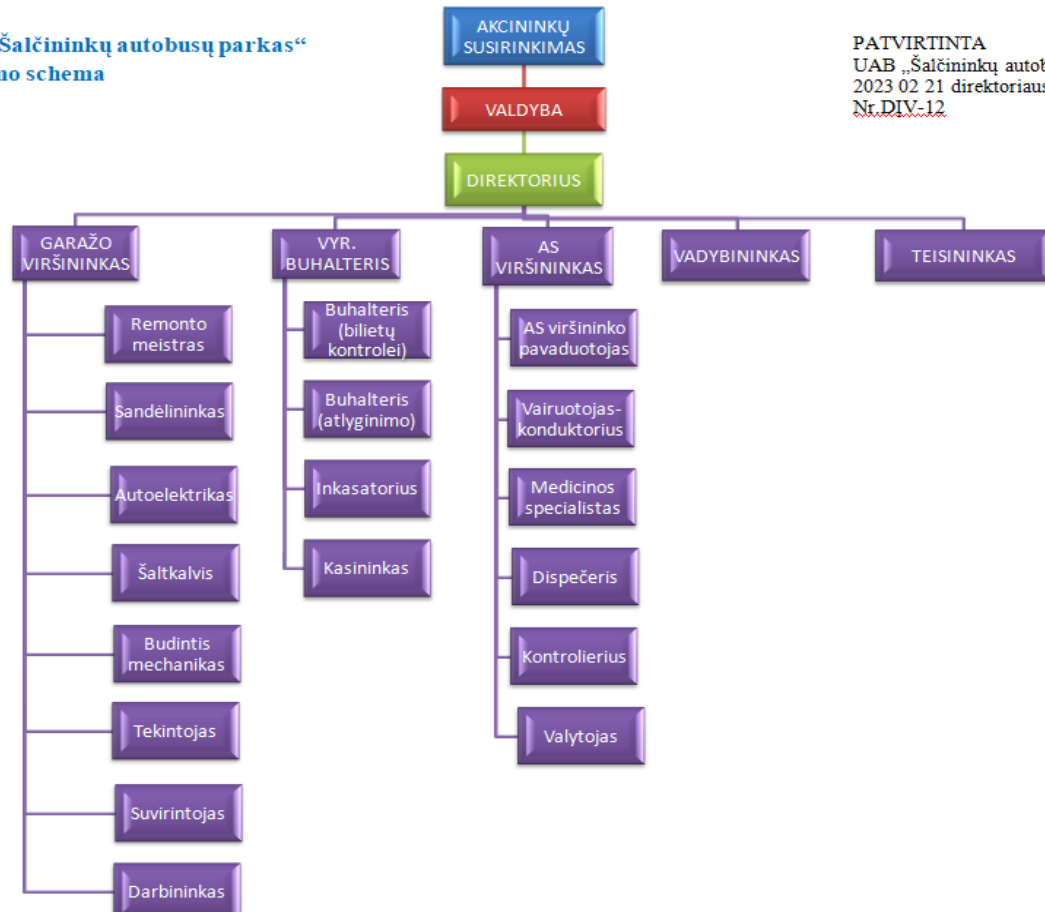 Šalčininkų autobusų parkas“
mo schema
PATVIRTINTA
UAB „Šalčininkų autob
2023 02 21 direktoriaus
Nr.DĮV-12
AKCININKŲ
SUSIRINKIMAS
VALDYBA
DIREKTORIUS
GARAŽO
VIRŠININKAS
VYR.
BUHALTERIS
AS
VIRŠININKAS
VADYBININKAS
TEISININKAS
Remonto
meistras
Sandėlininkas
Autoelektrikas
Šaltkalvis
Budintis
mechanikas
Tekintojas
Suvirintojas
Darbininkas
Buhalteris
(bilietų
kontrolei)
Buhalteris
(atlyginimo)
Inkasatorius
Kasininkas
AS viršininko
pavaduotojas
Vairuotojas-
konduktorius
Medicinos
specialistas
Dispečeris
Kontrolierius
Valytojas